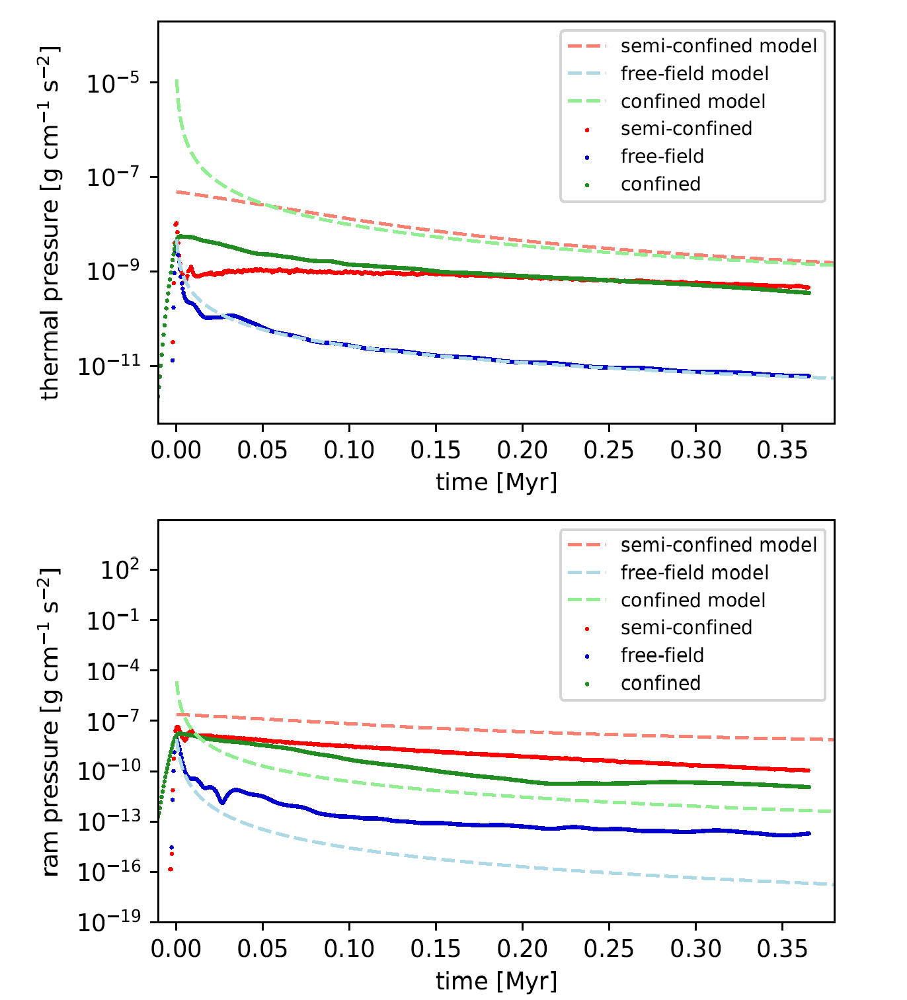 thermal pressure [g cm⁻¹ s⁻²]
10⁻⁵
10⁻⁷
10⁻⁹
10⁻¹¹
semi-confined model
free-field model
confined model
semi-confined
free-field
confined
0.00 0.05 0.10 0.15 0.20 0.25 0.30 0.35
time [Myr]
ram pressure [g cm⁻¹ s⁻²]
10²
10⁻¹
10⁻⁴
10⁻⁷
10⁻¹⁰
10⁻¹³
10⁻¹⁶
10⁻¹⁹
semi-confined model
free-field model
confined model
semi-confined
free-field
confined
0.00 0.05 0.10 0.15 0.20 0.25 0.30 0.35
time [Myr]